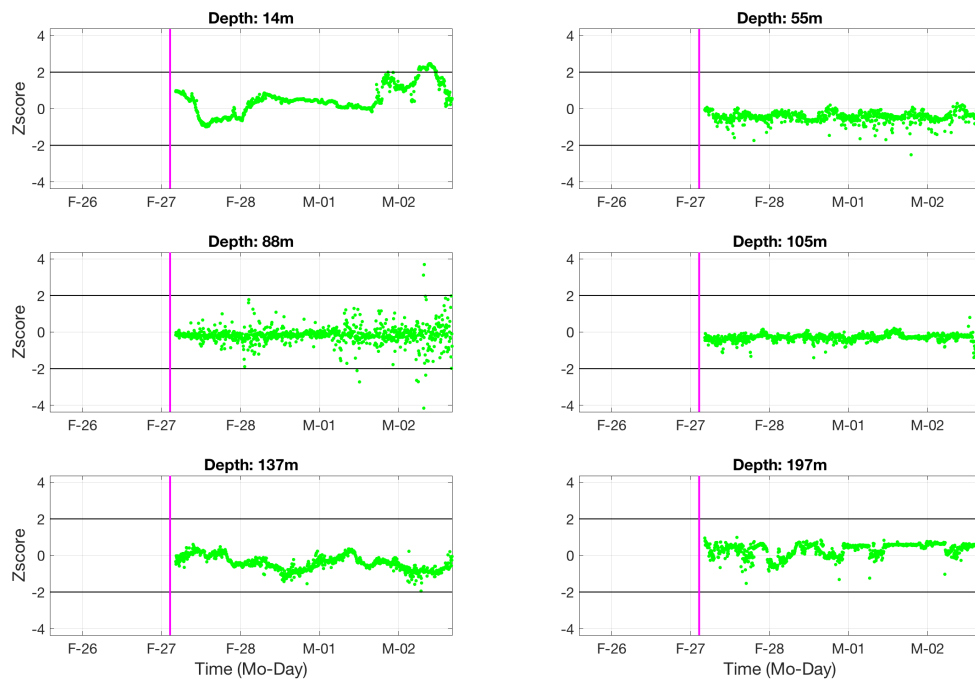 Depth: 14m
Zscore
4
2
0
-2
-4
F-26 F-27 F-28 M-01 M-02
Depth: 55m
4
2
0
-2
-4
F-26 F-27 F-28 M-01 M-02
Depth: 88m
Zscore
4
2
0
-2
-4
F-26 F-27 F-28 M-01 M-02
Depth: 105m
4
2
0
-2
-4
F-26 F-27 F-28 M-01 M-02
Depth: 137m
Zscore
4
2
0
-2
-4
F-26 F-27 F-28 M-01 M-02
Time (Mo-Day)
Depth: 197m
4
2
0
-2
-4
F-26 F-27 F-28 M-01 M-02
Time (Mo-Day)